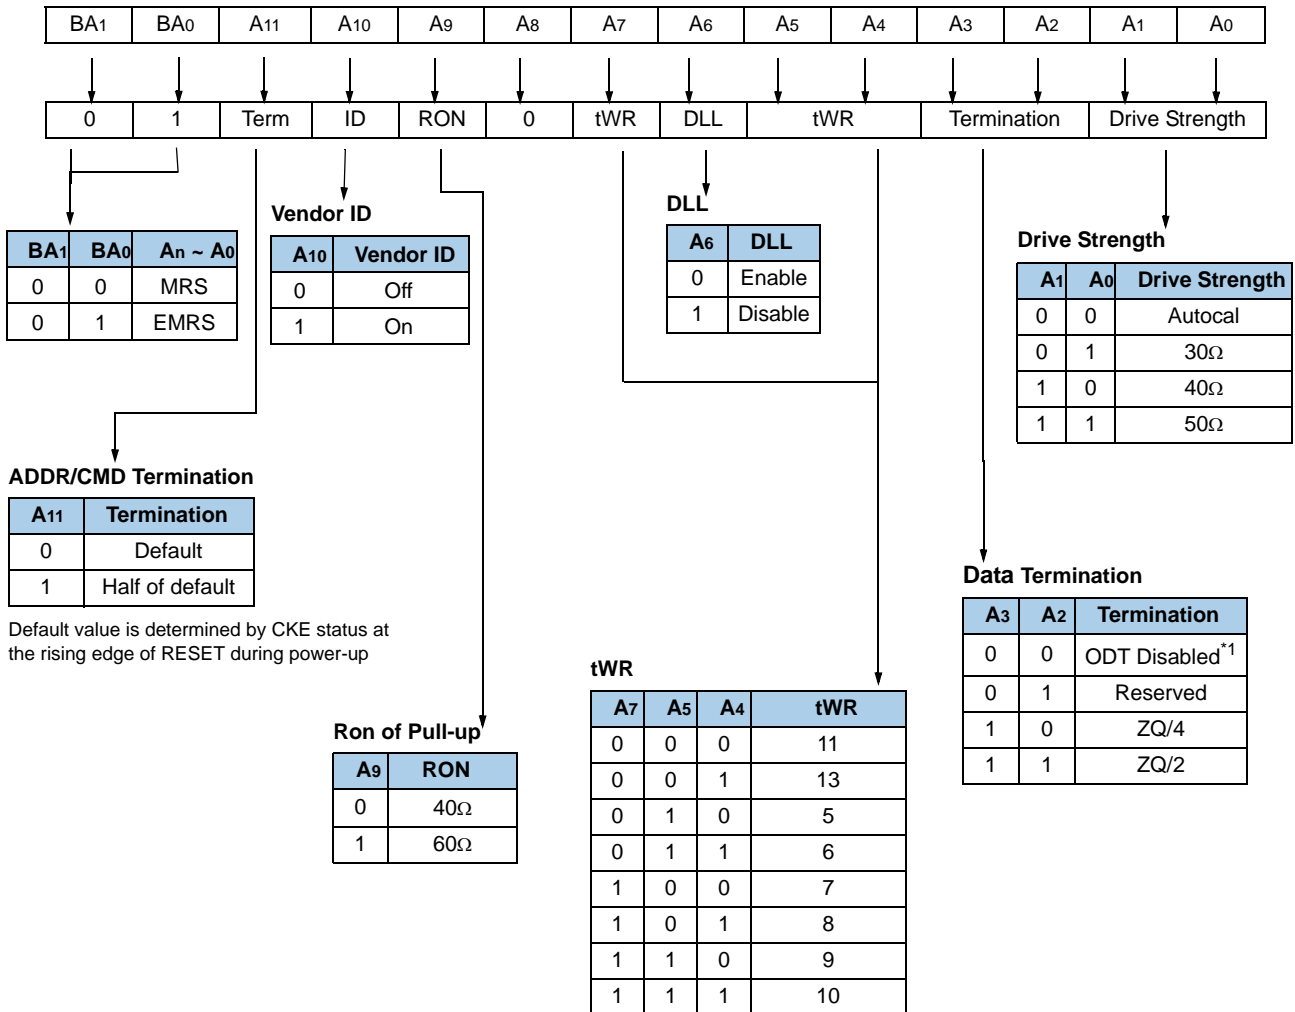 BA1 BA0 A11 A10 A9 A8 A7 A6 A5 A4 A3 A2 A1 A0
0 1 Term ID RON 0 tWR DLL tWR Termination Drive Strength
BA1 BA0 An ~ A0
0 0 MRS
0 1 EMRS
Vendor ID
A10 Vendor ID
0 Off
1 On
DLL
A6 DLL
0 Enable
1 Disable
Drive Strength
A1 A0 Drive Strength
0 0 Autocal
0 1 30Ω
1 0 40Ω
1 1 50Ω
ADDR/CMD Termination
A11 Termination
0 Default
1 Half of default
Default value is determined by CKE status at
the rising edge of RESET during power-up
Data Termination
A3 A2 Termination
0 0 ODT Disabled*1
0 1 Reserved
1 0 ZQ/4
1 1 ZQ/2
Ron of Pull-up
A9 RON
0 40Ω
1 60Ω
tWR
A7 A5 A4 tWR
0 0 0 11
0 0 1 13
0 1 0 5
0 1 1 6
1 0 0 7
1 0 1 8
1 1 0 9
1 1 1 10